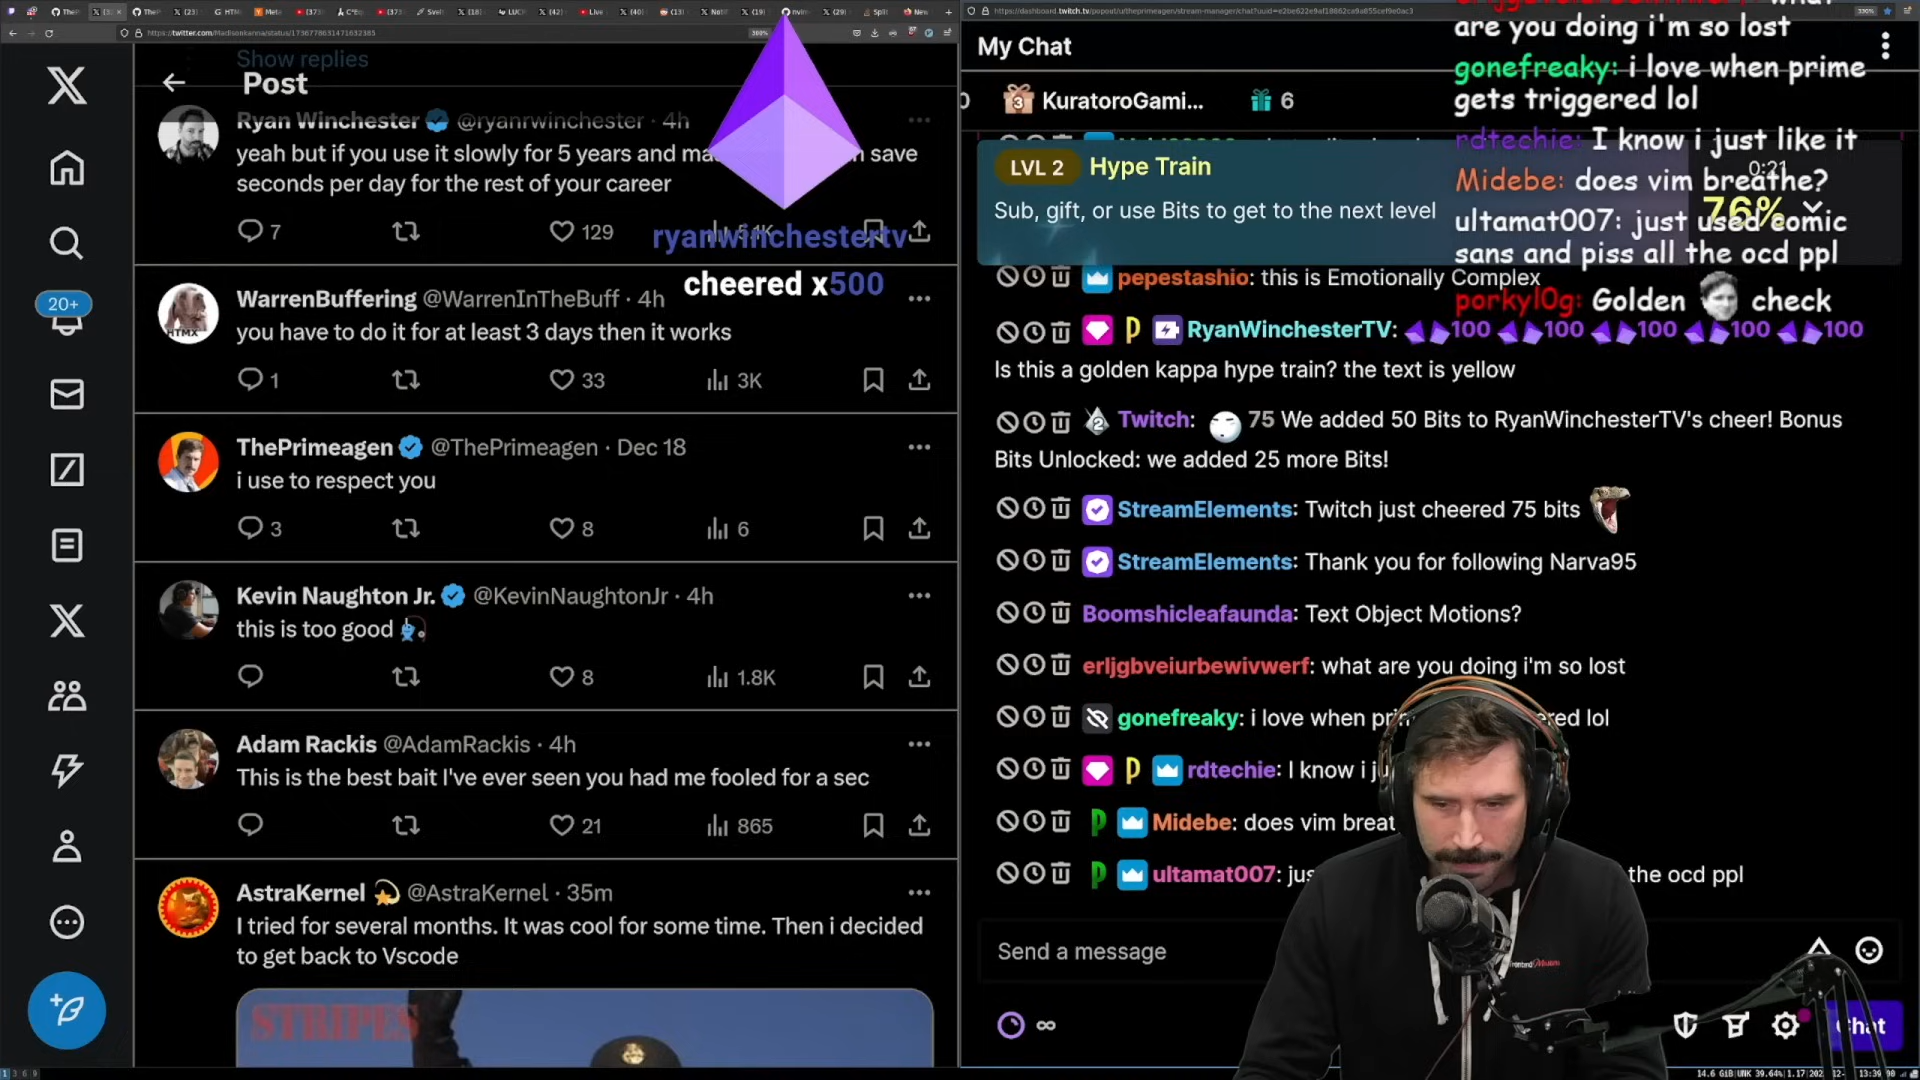 https://twitter.com/Madisonkanna/status/1736778631471632385
Show replies
Post
Ryan Winchester @ryanrwinchester · 4h
yeah but if you use it slowly for 5 years and
save
seconds per day for the rest of your career
7
129
5.1K
ryanwinchestertv
cheered x500
WarrenBuffering @WarrenInTheBuff · 4h
HTMX
you have to do it for at least 3 days then it works
1
33
3K
20+
ThePrimeagen @ThePrimeagen · Dec 18
i use to respect you
3
8
6
Kevin Naughton Jr. @KevinNaughtonJr · 4h
this is too good
8
1.8K
Adam Rackis @AdamRackis · 4h
This is the best bait I've ever seen you had me fooled for a sec
21
865
AstraKernel @AstraKernel · 35m
I tried for several months. It was cool for some time. Then i decided
to get back to Vscode
STRIPES
My Chat
3 KuratoroGami...
6
LVL 2 Hype Train
0:21
Sub, gift, or use Bits to get to the next level
76%
pepestashio: this is Emotionally Complex
RyanWinchesterTV: 100 100 100 100 100
Is this a golden kappa hype train? the text is yellow
Twitch: 75 We added 50 Bits to RyanWinchesterTV's cheer! Bonus
Bits Unlocked: we added 25 more Bits!
StreamElements: Twitch just cheered 75 bits
StreamElements: Thank you for following Narva95
Boomshicleafaunda: Text Object Motions?
erljgbveiurbewivwerf: what are you doing i'm so lost
gonefreaky: i love when
lol
rdtechie: I know i
Midebe: does vim
ultamat007:
the ocd ppl
Send a message
Chat
what
are you doing i'm so lost
gonefreaky: i love when prime
gets triggered lol
rdtechie: I know i just like it
Midebe: does vim breathe?
ultamat007: just used comic
sans and piss all the ocd ppl
porkyl0g: Golden check